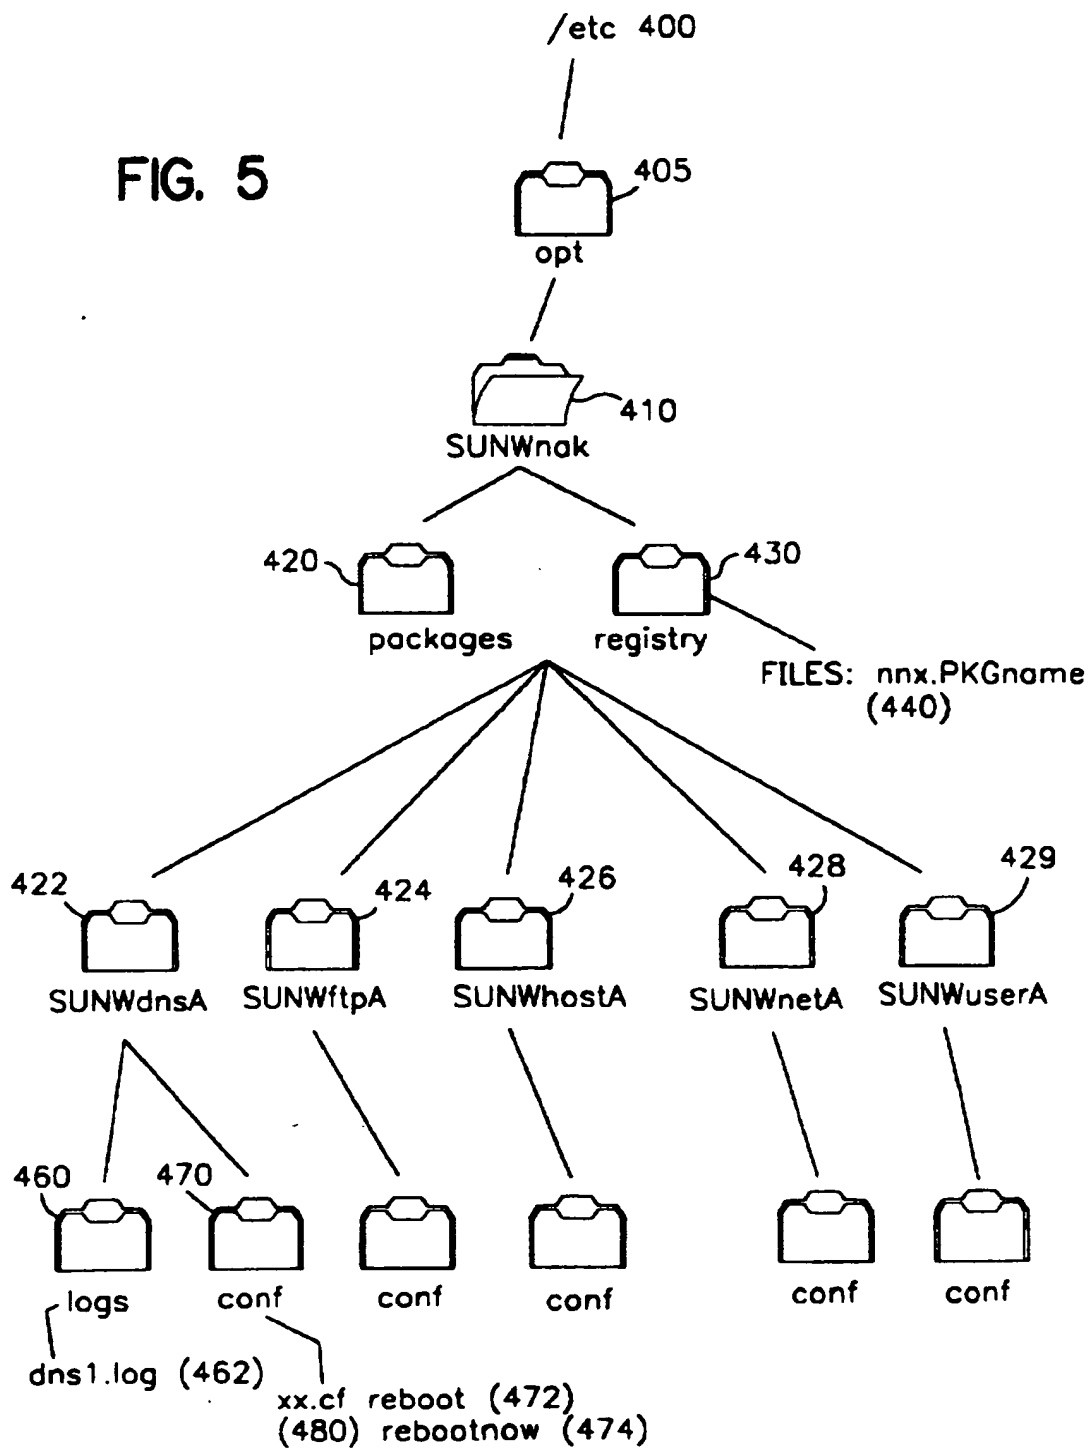 /etc 400
FIG. 5
405
opt
410
SUNWnak
420
430
packages
registry
FILES: nnx.PKGname
(440)
422
424
426
428
429
SUNWdnsA
SUNWftpA
SUNWhostA
SUNWnetA
SUNWuserA
460
470
logs
conf
conf
conf
conf
conf
dns1.log (462)
xx.cf reboot (472)
(480) rebootnow (474)